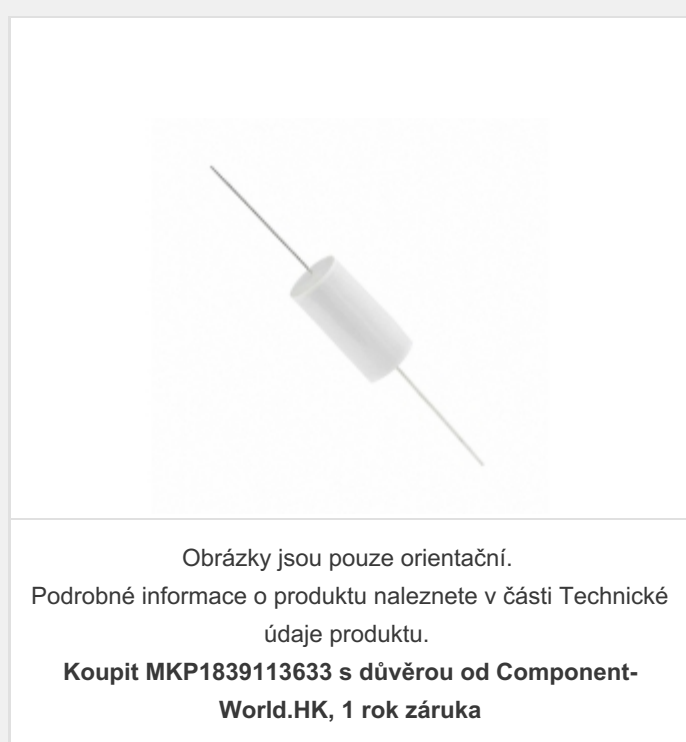 Obrázky jsou pouze orientační.
Podrobné informace o produktu naleznete v části Technické
údaje produktu.
Koupit MKP1839113633 s důvěrou od Component-
World.HK, 1 rok záruka